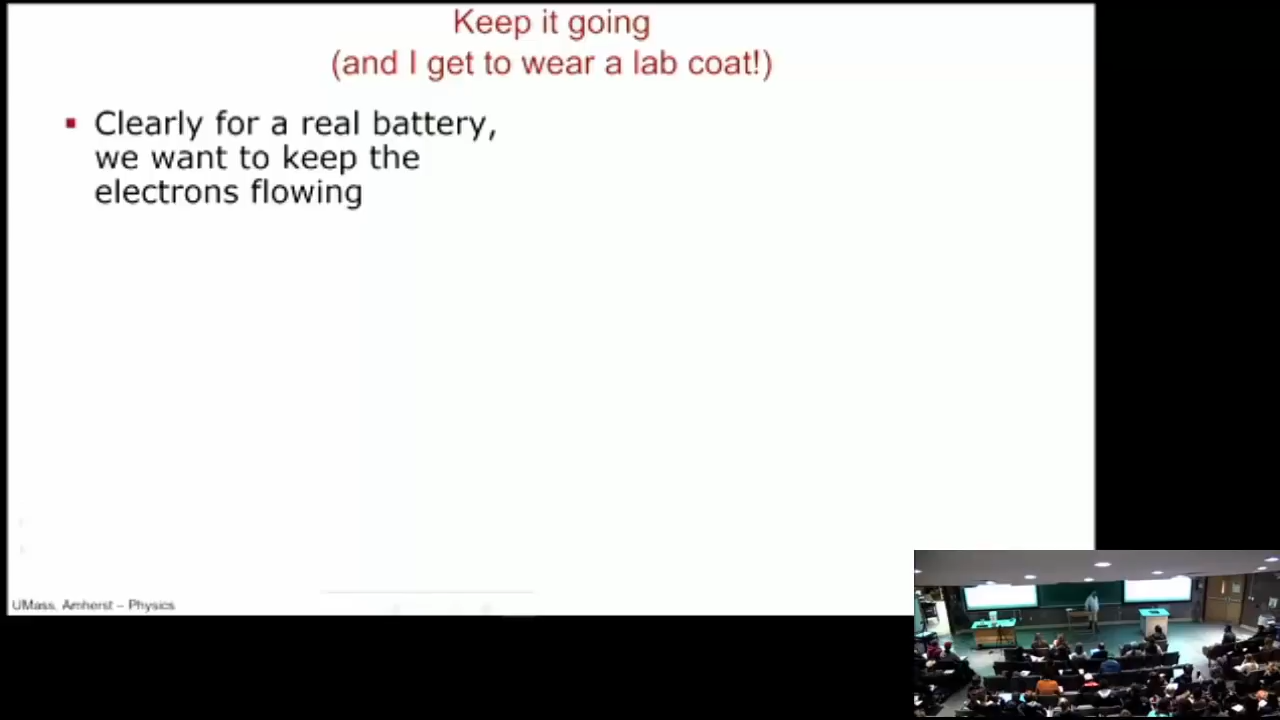 Keep it going
(and I get to wear a lab coat!)
▪ Clearly for a real battery,
we want to keep the
electrons flowing
UMass, Amherst – Physics